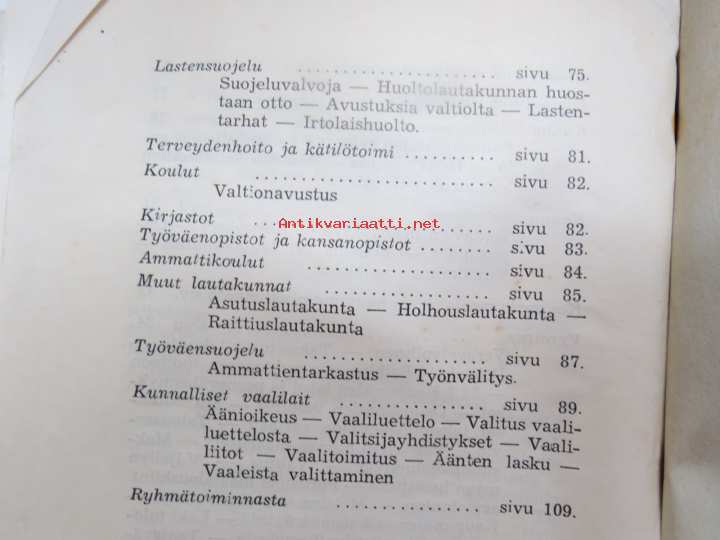 Lastensuojelu ........................ sivu 75.
Suojeluvalvoja — Huoltolautakunnan huos-
taan otto — Avustuksia valtiolta — Lasten-
tarhat — Irtolaishuolto.
Terveydenhoito ja kätilötoimi .......... sivu 81.
Koulut ............................ sivu 82.
Valtionavustus
Antikvariaatti.net
Kirjastot ........................ sivu 82.
Työväenopistot ja kansanopistot ........ sivu 83.
Ammattikoulut ..................... sivu 84.
Muut lautakunnat .................. sivu 85.
Asutuslautakunta — Holhouslautakunta —
Raittiuslautakunta
Työväensuojelu .................... sivu 87.
Ammattientarkastus — Työnvälitys.
Kunnalliset vaalilait ................ sivu 89.
Äänioikeus — Vaaliluettelo — Valitus vaali-
luettelosta — Valitsijayhdistykset — Vaali-
liitot — Vaalitoimitus — Äänten lasku —
Vaaleista valittaminen
Ryhmätoiminnasta ................ sivu 109.